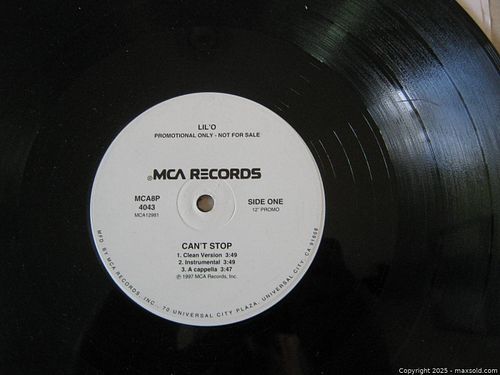 LIL'O
PROMOTIONAL ONLY - NOT FOR SALE
MCA RECORDS
MCA8P
4043
MCA12981
SIDE ONE
12" PROMO
CAN'T STOP
1. Clean Version 3:49
2. Instrumental 3:49
3. A cappella 3:47
℗ 1997 MCA Records, Inc.
MFD. BY MCA RECORDS, INC., 70 UNIVERSAL CITY PLAZA, UNIVERSAL CITY, CA 91608
Copyright 2025 - maxsold.com